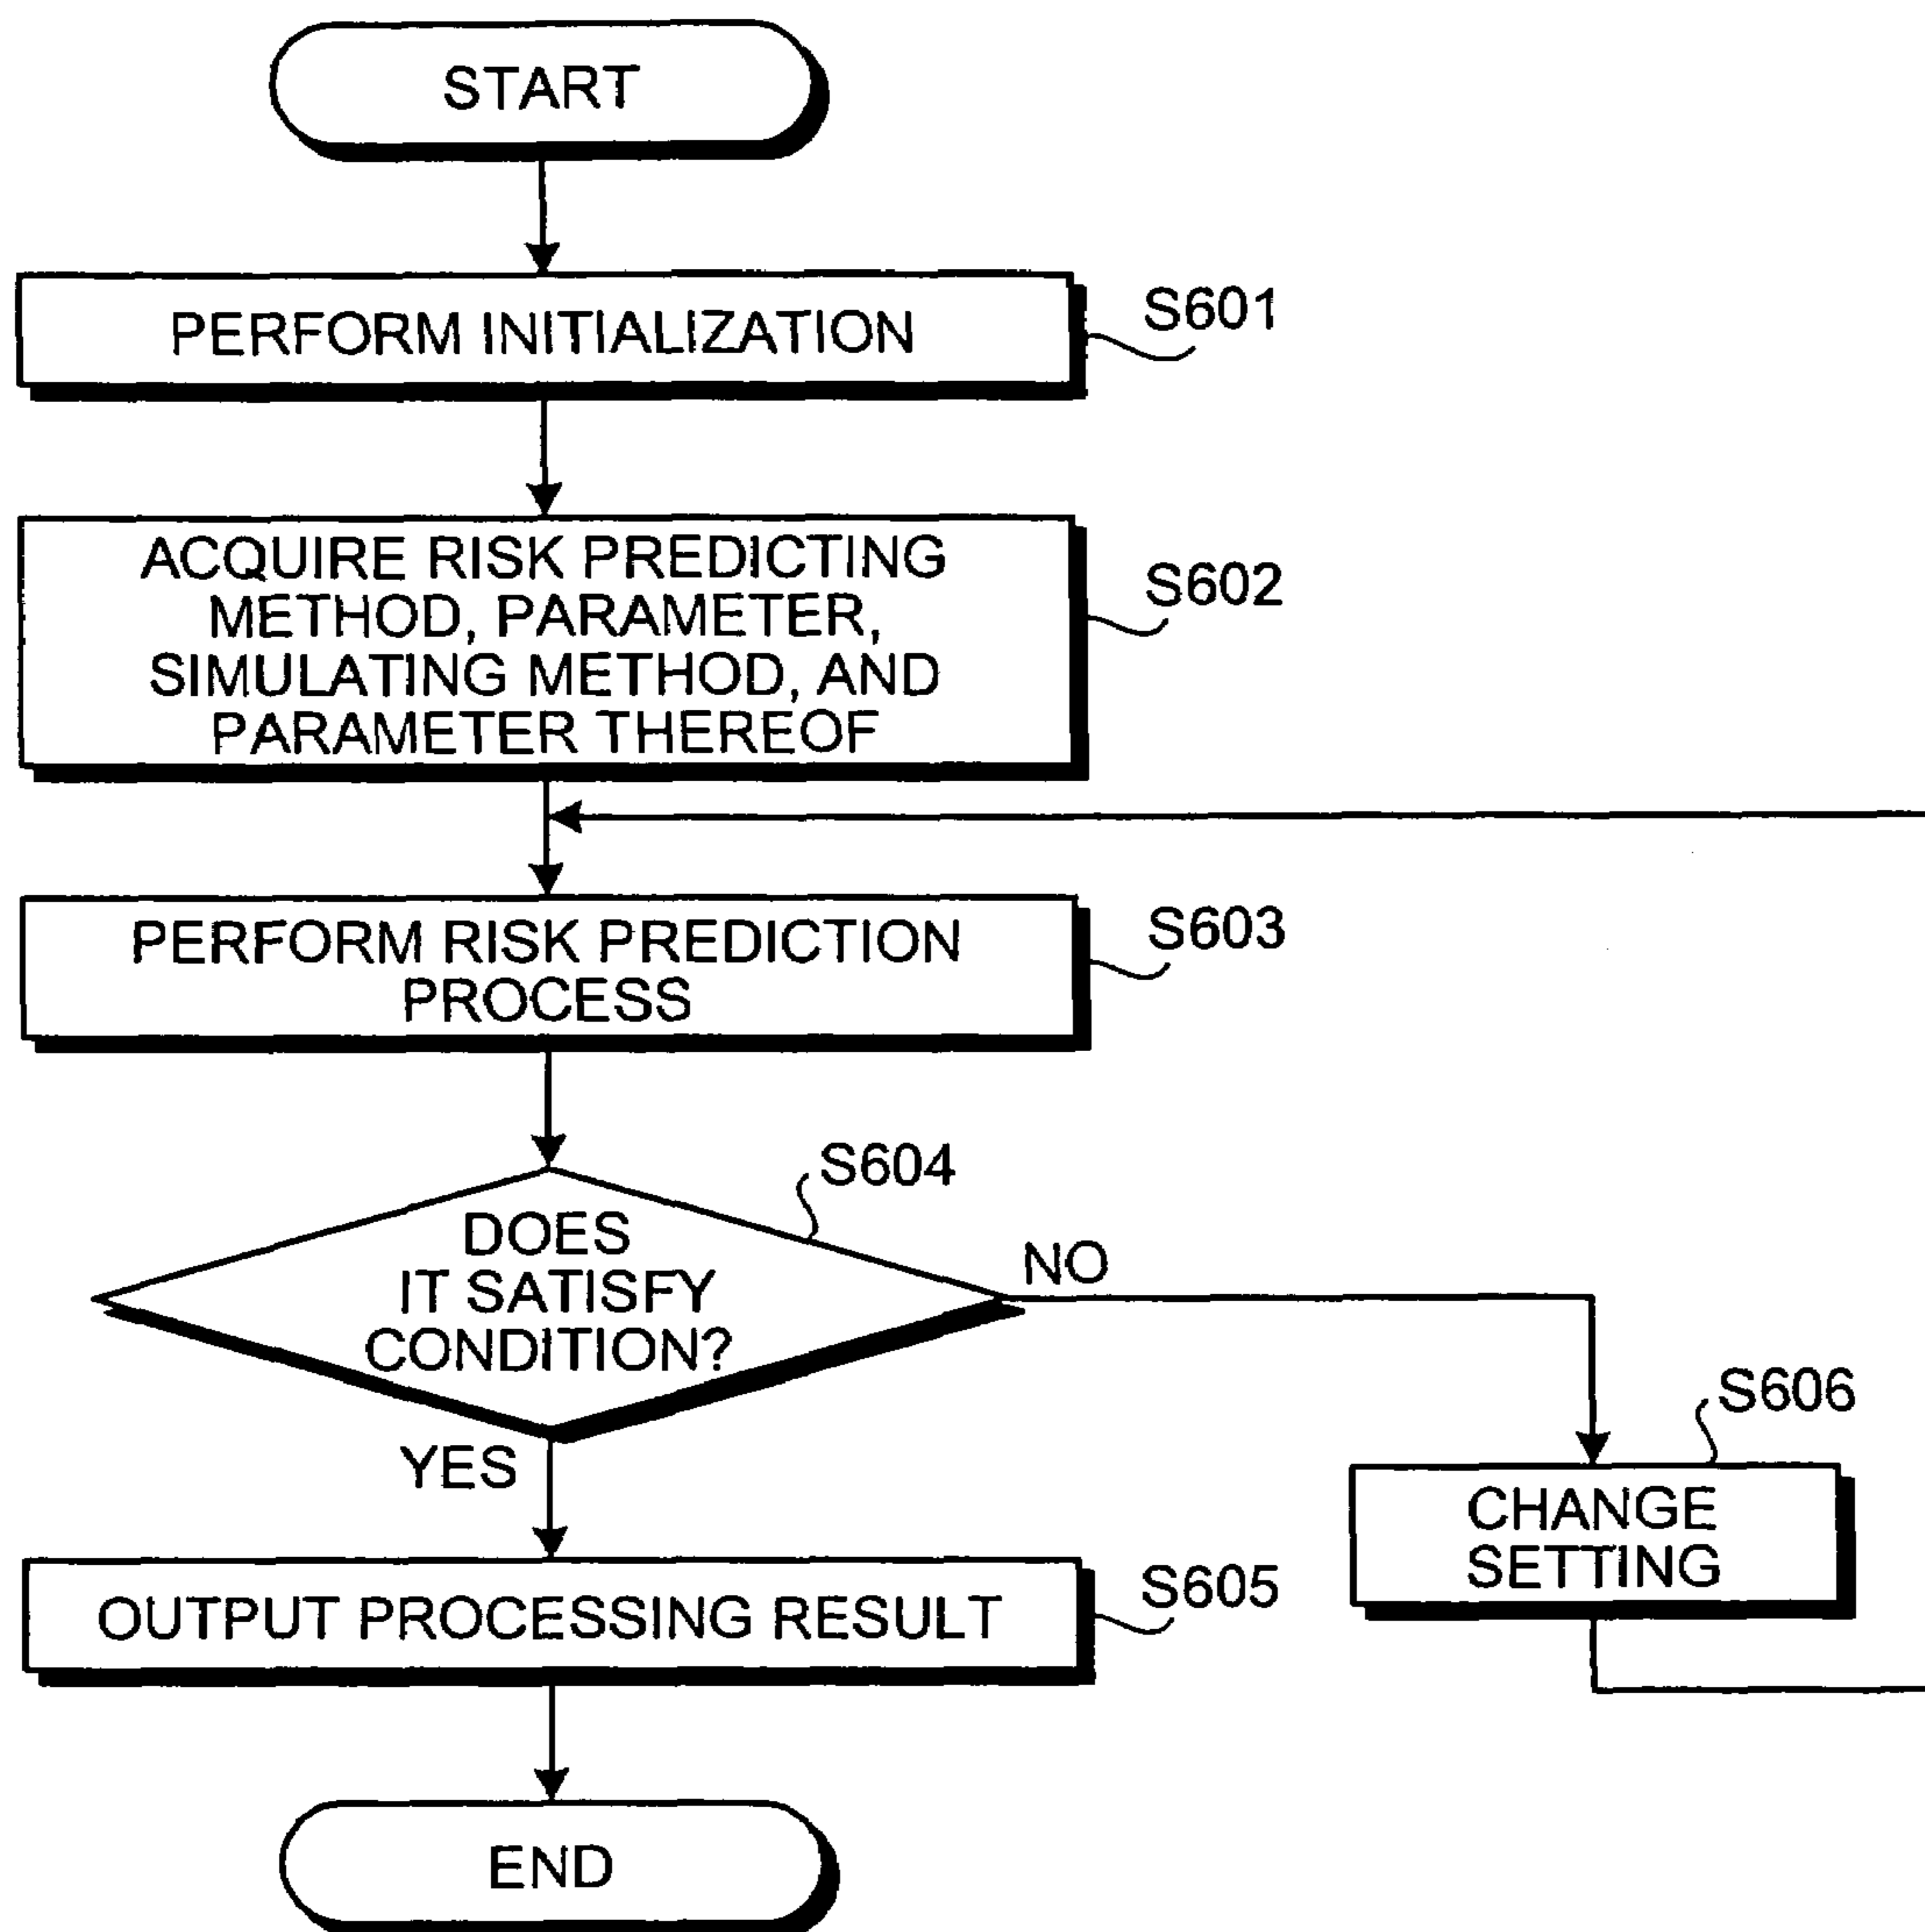 START
PERFORM INITIALIZATION
S601
ACQUIRE RISK PREDICTING
METHOD, PARAMETER,
SIMULATING METHOD, AND
PARAMETER THEREOF
S602
PERFORM RISK PREDICTION
PROCESS
S603
S604
DOES
IT SATISFY
CONDITION?
NO
YES
S606
CHANGE
SETTING
OUTPUT PROCESSING RESULT
S605
END